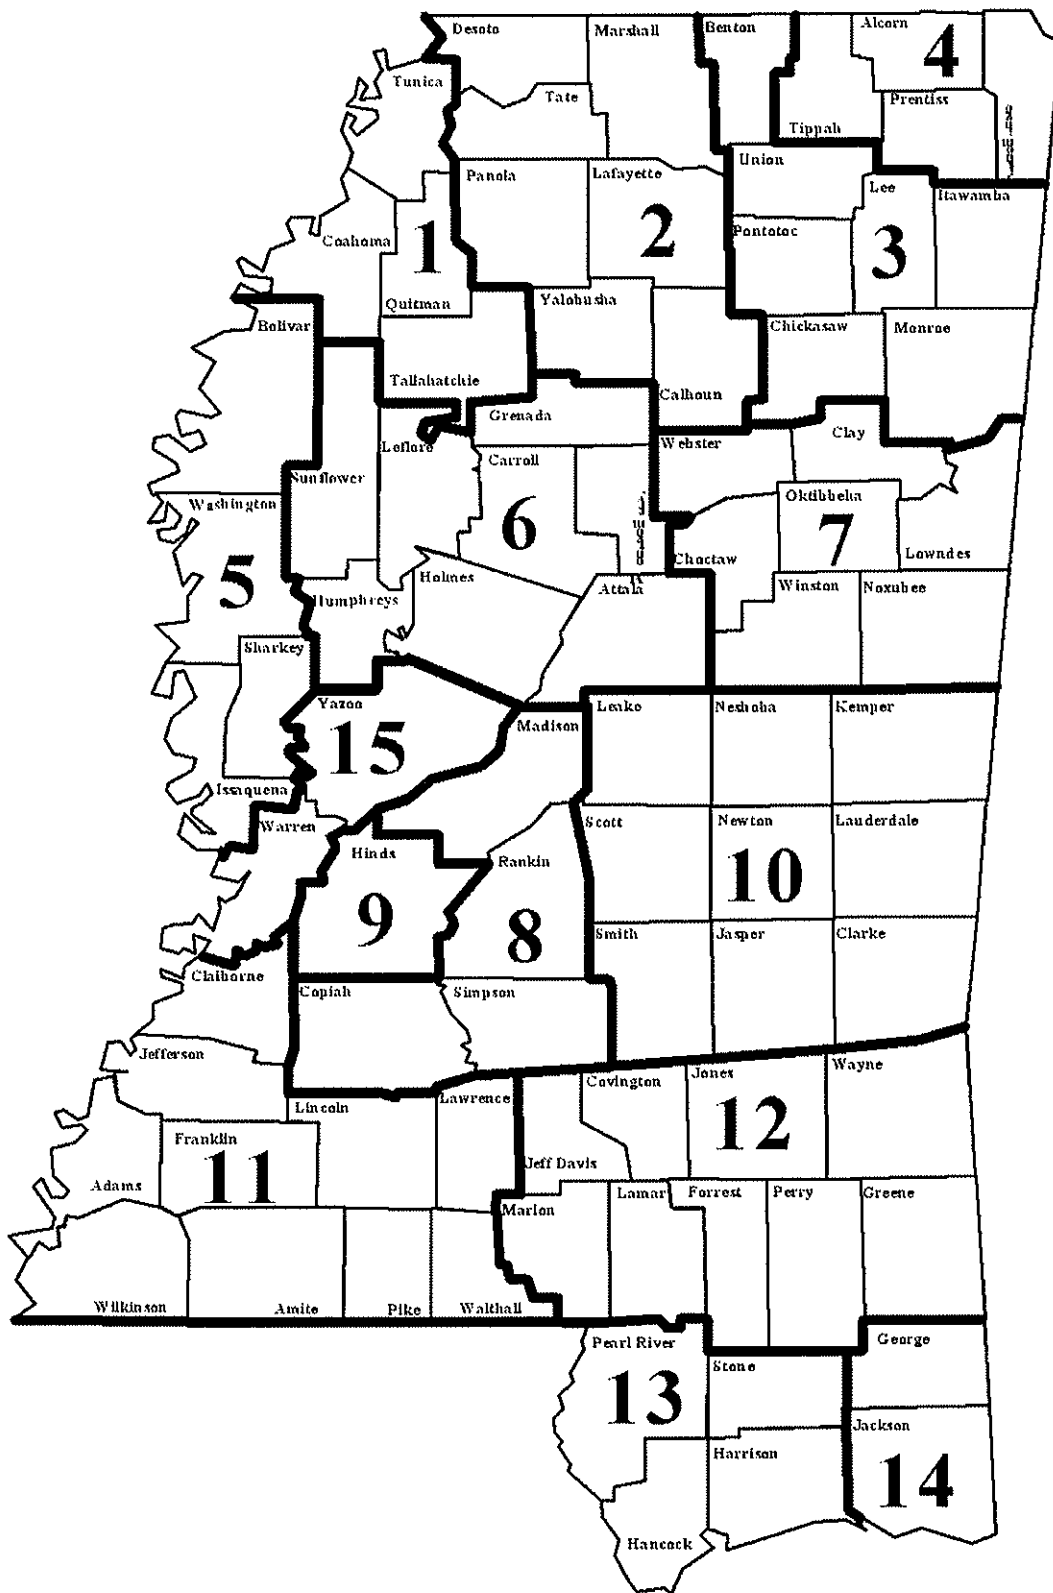 Desoto
Marshall
Benton
Alcorn
4
Tunica
Tate
Prentiss
Tippah
Union
Panola
Lafayette
Lee
Itawamba
Coahoma
1
2
Pontotoc
3
Quitman
Yalobusha
Bolivar
Chickasaw
Monroe
Tallahatchie
Calhoun
Grenada
Leflore
Webster
Clay
Carroll
Sunflower
Washington
Oktibbeha
6
7
5
Choctaw
Lowndes
Holmes
Attala
Winston
Noxubee
Humphreys
Sharkey
Yazoo
Madison
Leake
Neshoba
Kemper
15
Issaquena
Warren
Scott
Newton
Lauderdale
Hinds
Rankin
10
9
8
Smith
Jasper
Clarke
Claiborne
Copiah
Simpson
Jefferson
Covington
Jones
Wayne
Lincoln
Lawrence
12
Franklin
11
Jeff Davis
Adams
Lamar
Forrest
Perry
Greene
Marion
Wilkinson
Amite
Pike
Walthall
Pearl River
George
Stone
13
Jackson
Harrison
14
Hancock